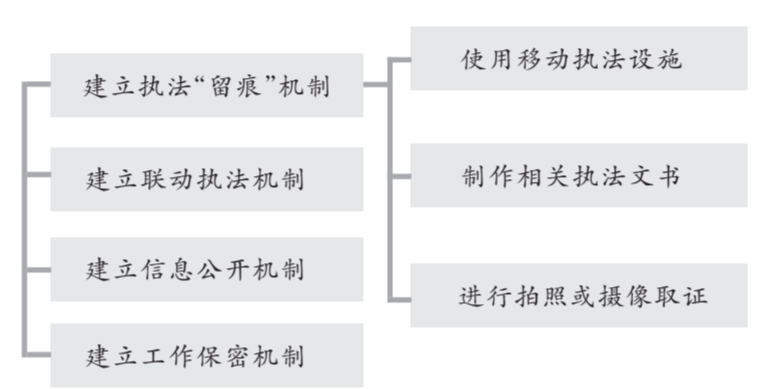 建立执法“留痕”机制
建立联动执法机制
建立信息公开机制
建立工作保密机制
使用移动执法设施
制作相关执法文书
进行拍照或摄像取证